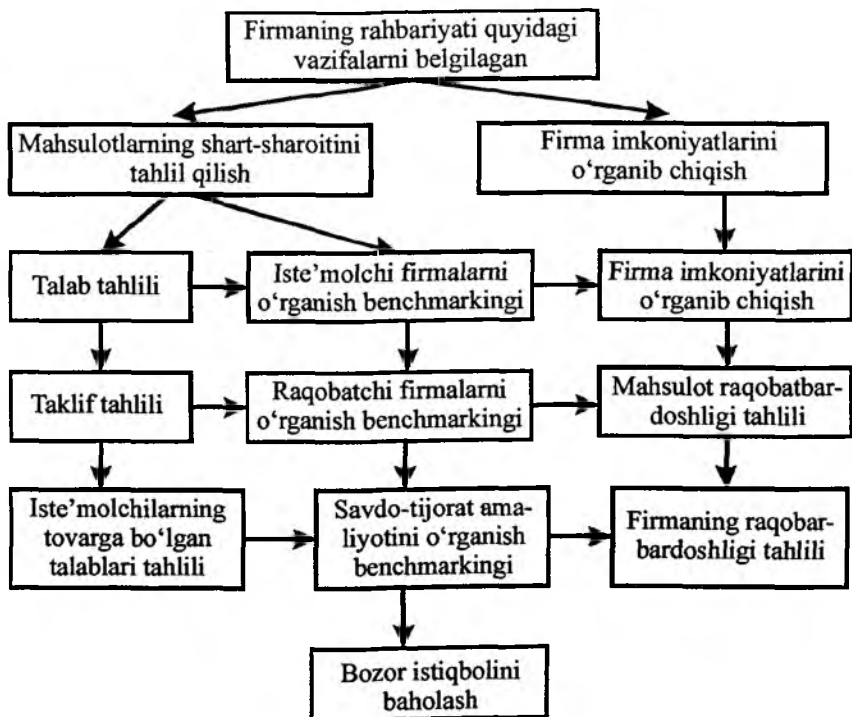 Firmaning rahbariyati quyidagi
vazifalarni belgilagan
Mahsulotlarning shart-sharoitini
tahlil qilish
Firma imkoniyatlarini
o‘rganib chiqish
Talab tahlili
Iste’molchi firmalarni
o‘rganish benchmarkingi
Firma imkoniyatlarini
o‘rganib chiqish
Taklif tahlili
Raqobatchi firmalarni
o‘rganish benchmarkingi
Mahsulot raqobatbar-
doshligi tahlili
Iste’molchilarning
tovarga bo‘lgan
talablari tahlili
Savdo-tijorat ama-
liyotini o‘rganish
benchmarkingi
Firmaning raqobar-
bardoshligi tahlili
Bozor istiqbolini
baholash